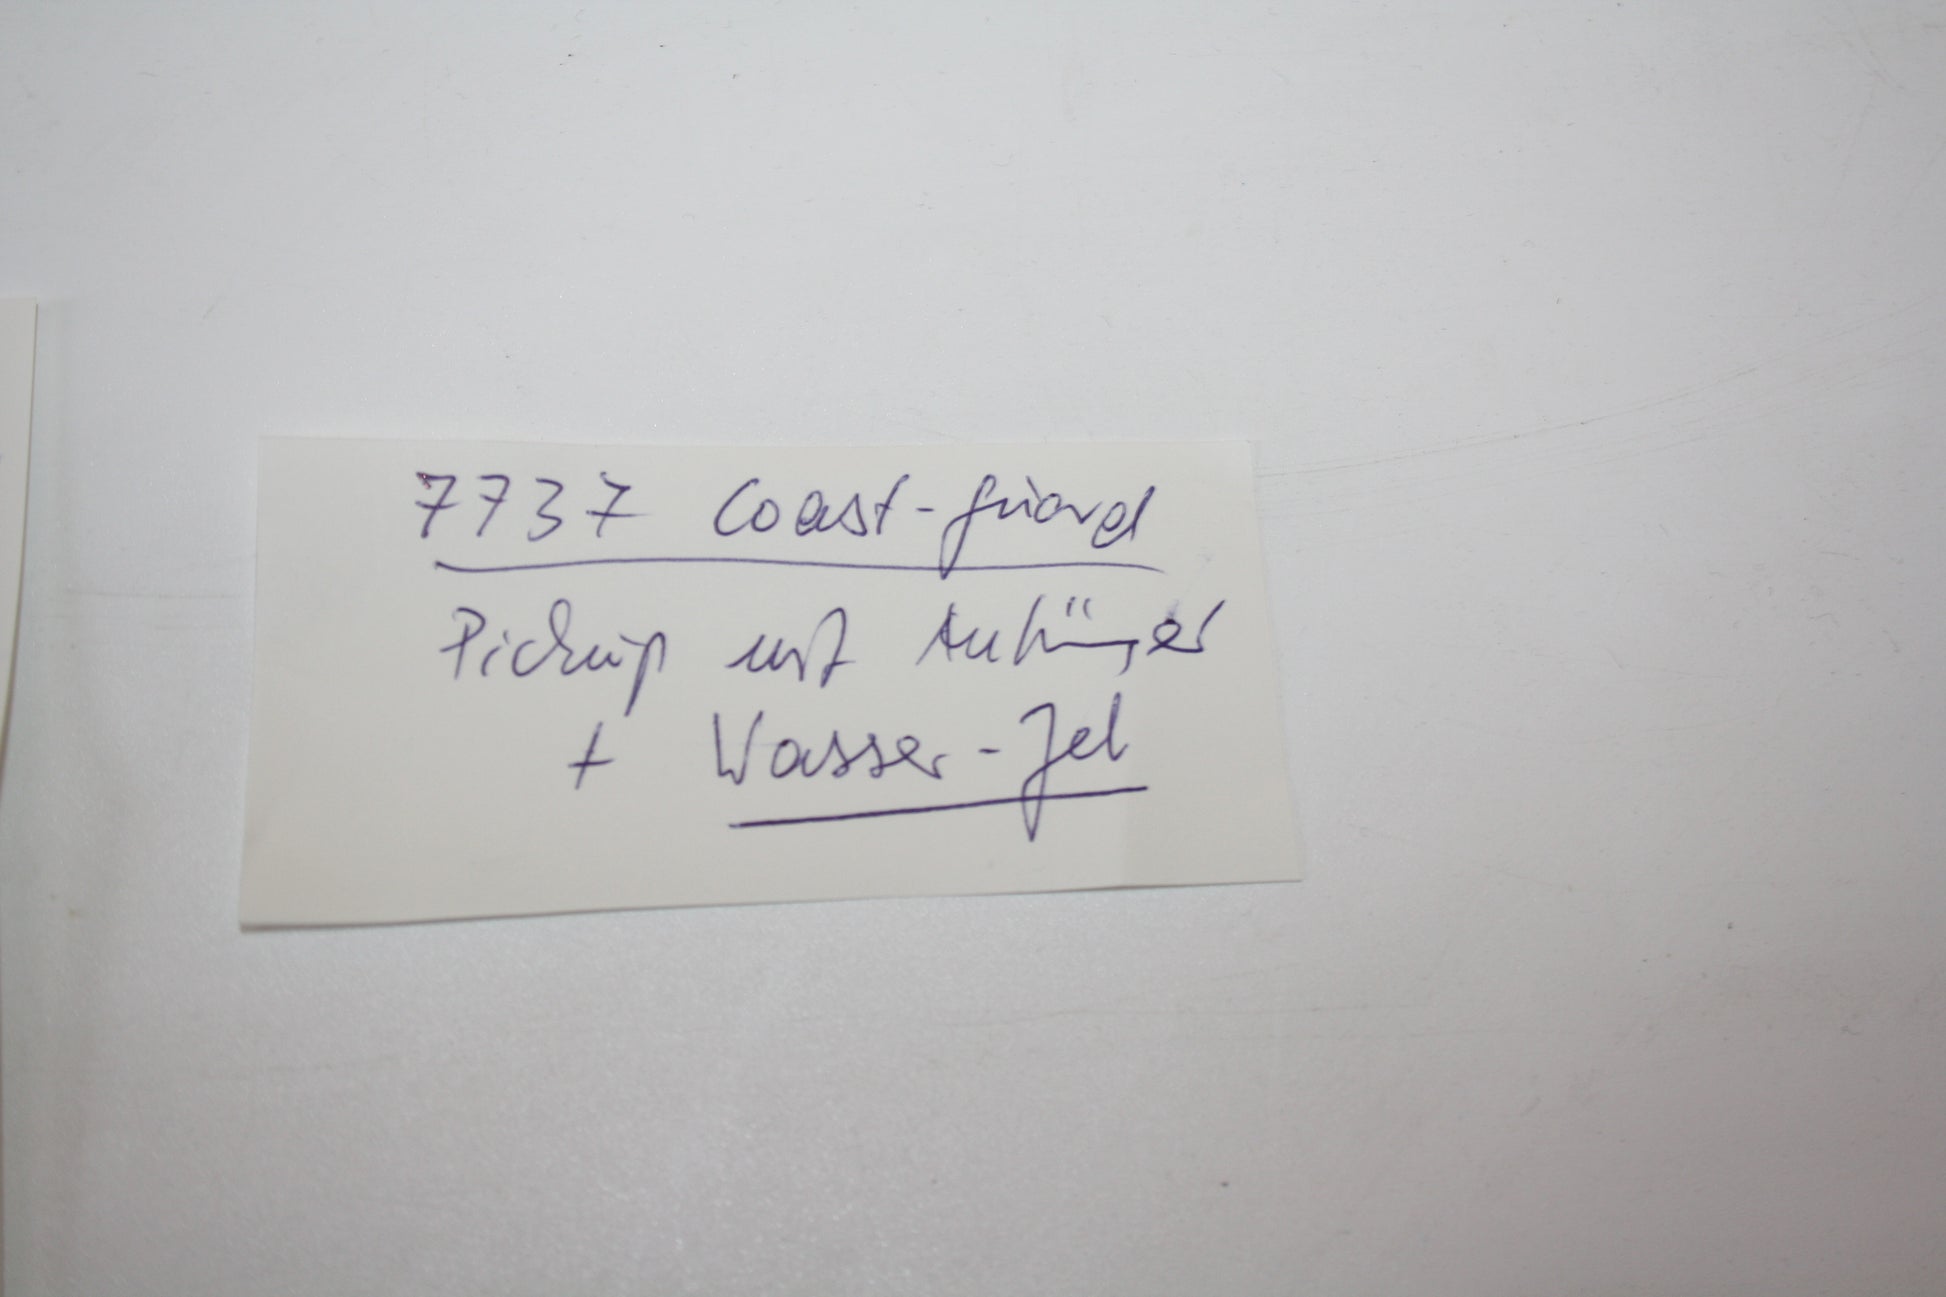 7737 Coast-guard
Pickup mit Anhänger
+ Wasser-Jet